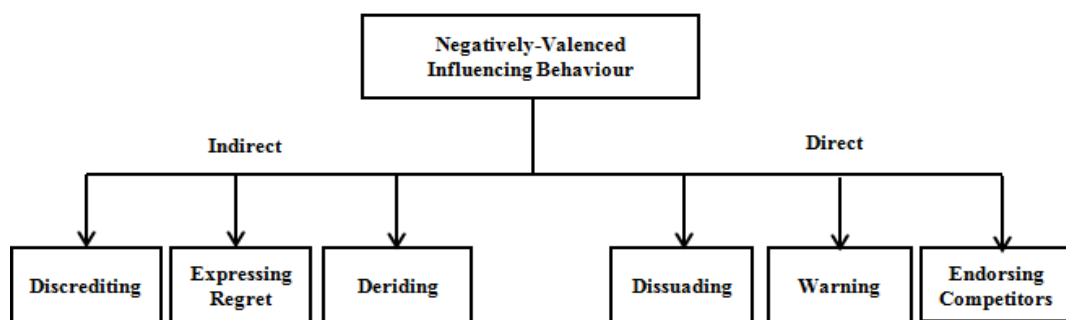 Negatively-Valenced
Influencing Behaviour
Indirect
Direct
Discrediting
Expressing
Regret
Deriding
Dissuading
Warning
Endorsing
Competitors